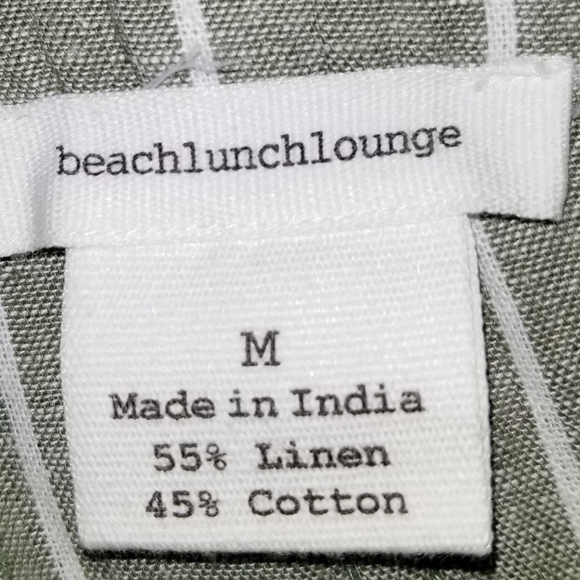 beachlunchlounge
M
Made in India
55% Linen
45% Cotton